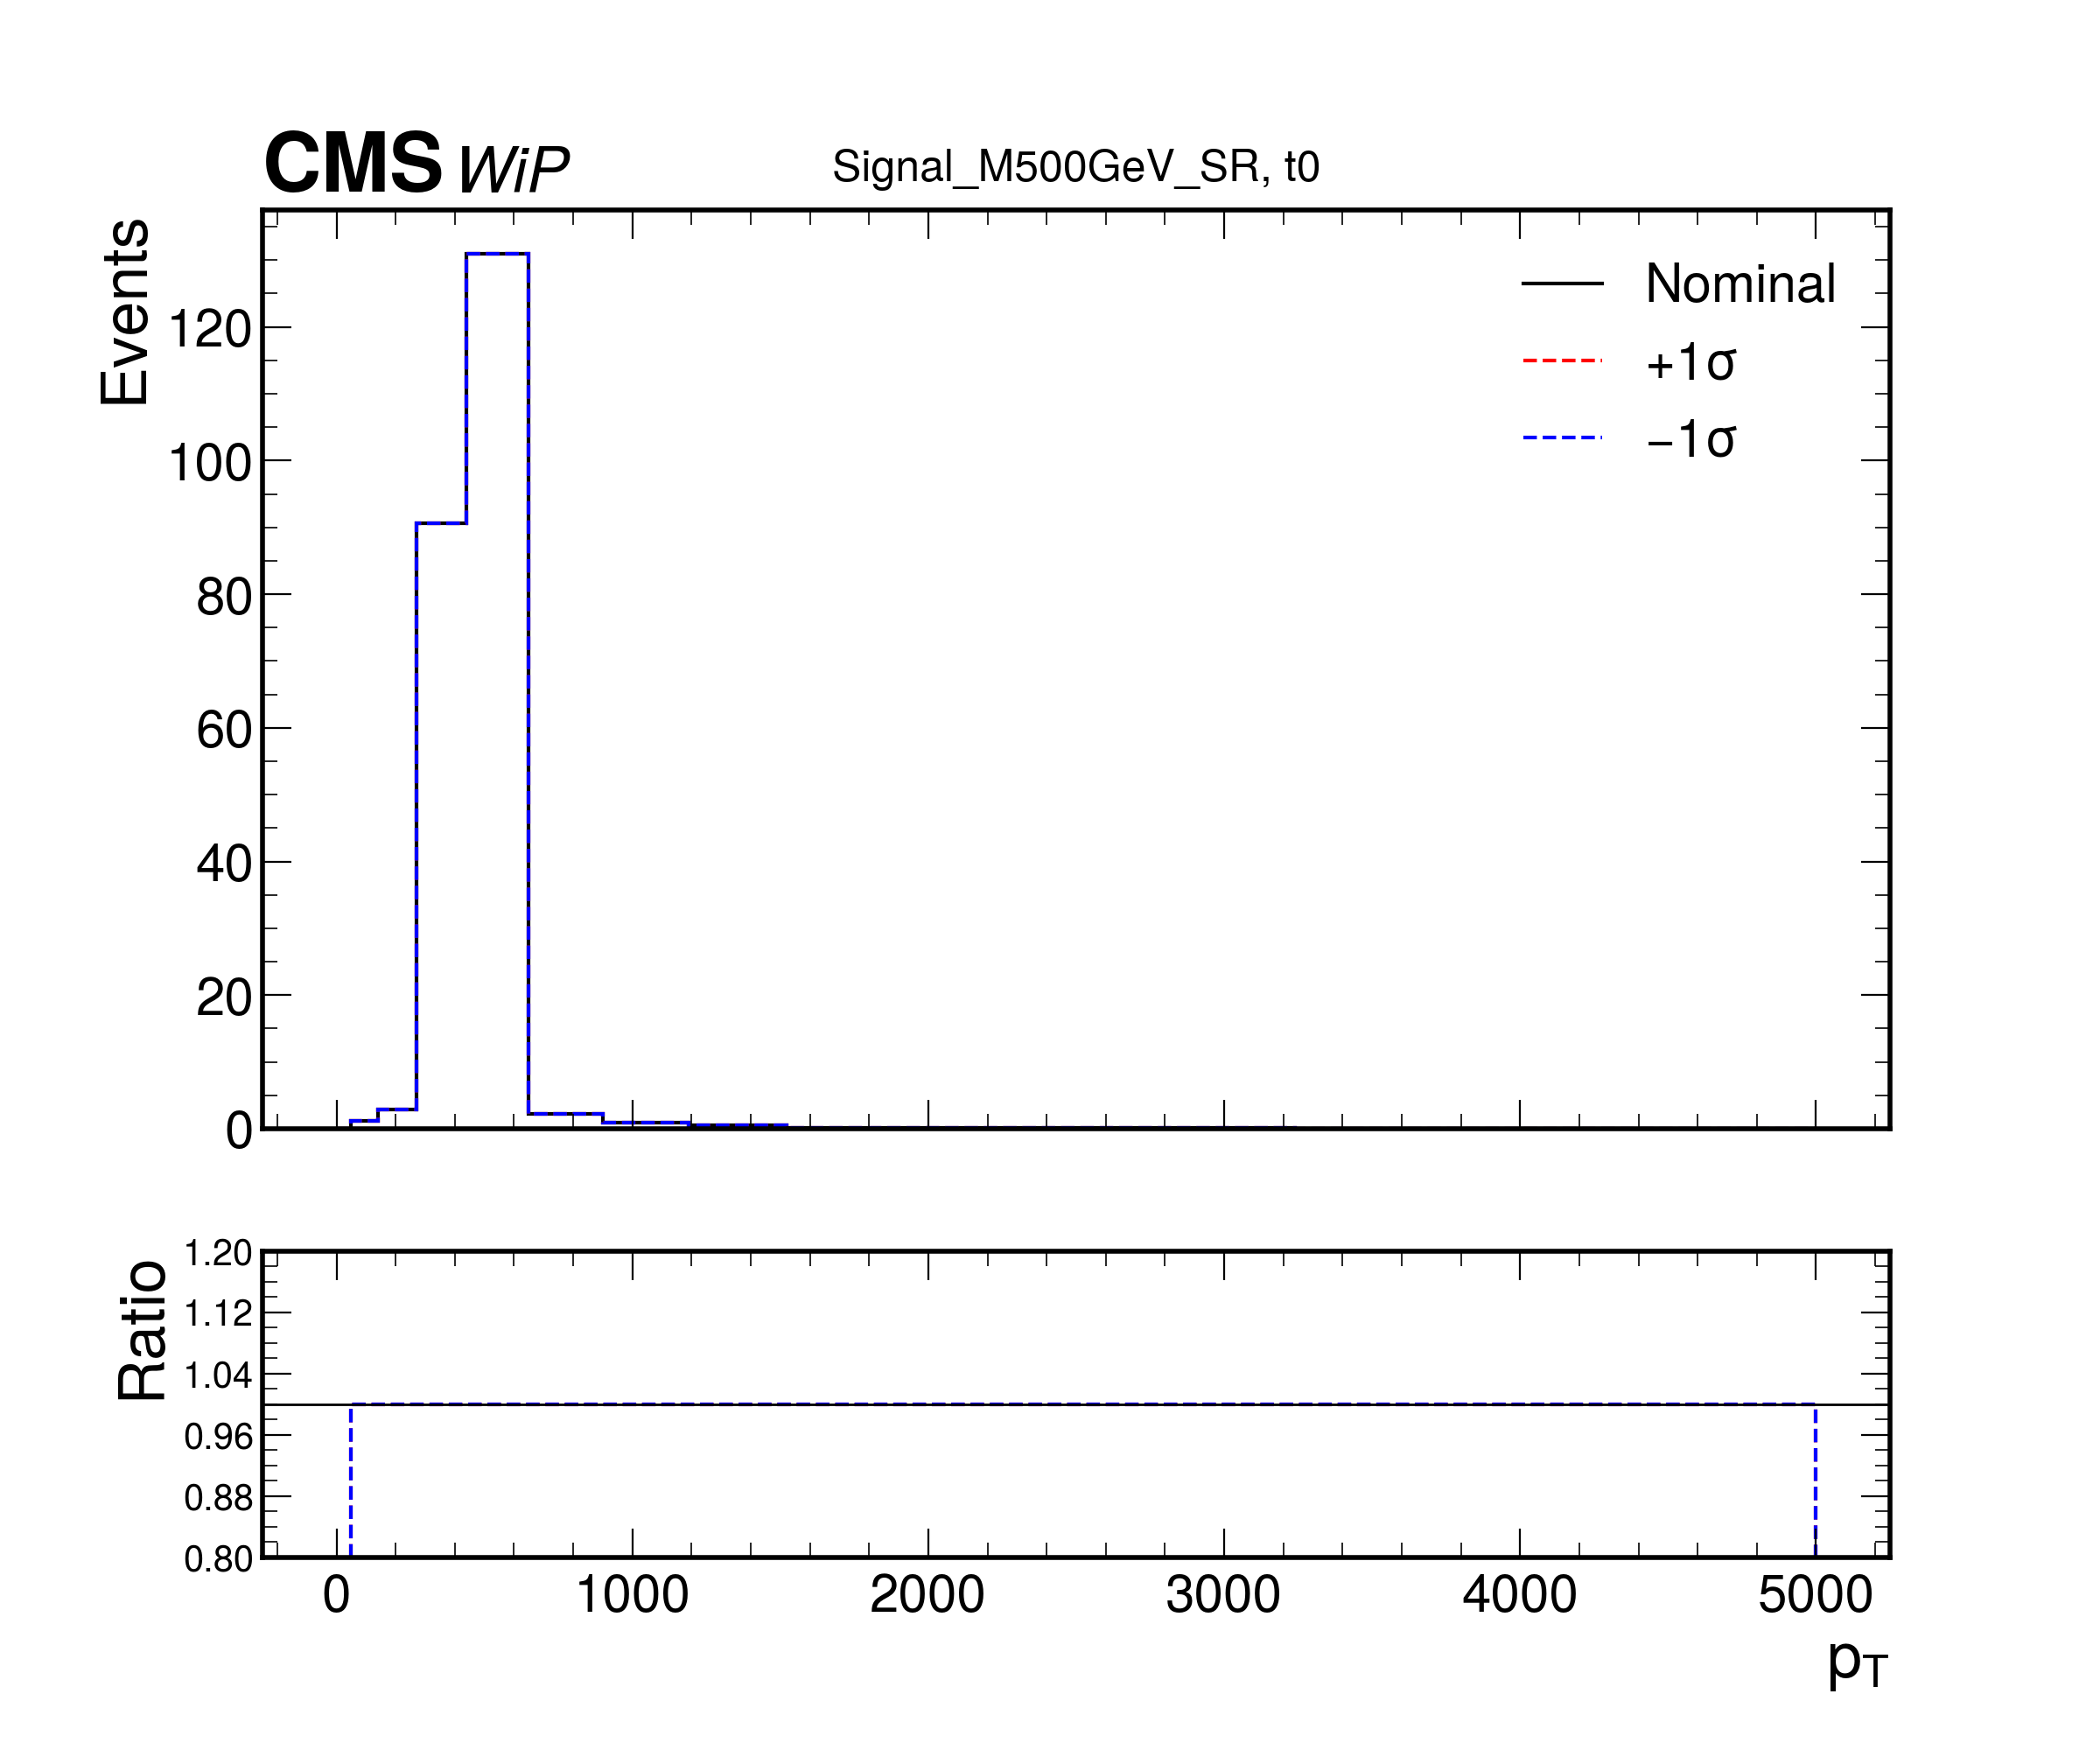 CMS WiP
Signal_M500GeV_SR, t0
Events
120
100
80
60
40
20
0
Nominal
+1σ
−1σ
Ratio
1.20
1.12
1.04
0.96
0.88
0.80
0 1000 2000 3000 4000 5000
pT